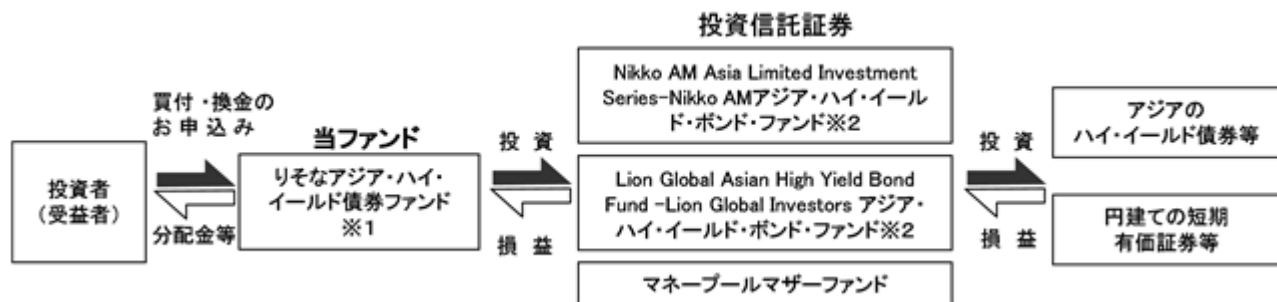 投資信託証券
買付・換金の
お申込み
投資者
(受益者)
分配金等
当ファンド
りそなアジア・ハイ・
イールド債券ファンド
※1
投 資
損 益
Nikko AM Asia Limited Investment
Series-Nikko AMアジア・ハイ・イール
ド・ボンド・ファンド※2
Lion Global Asian High Yield Bond
Fund -Lion Global Investors アジア・
ハイ・イールド・ボンド・ファンド※2
マネープールマザーファンド
投 資
損 益
アジアの
ハイ・イールド債券等
円建ての短期
有価証券等